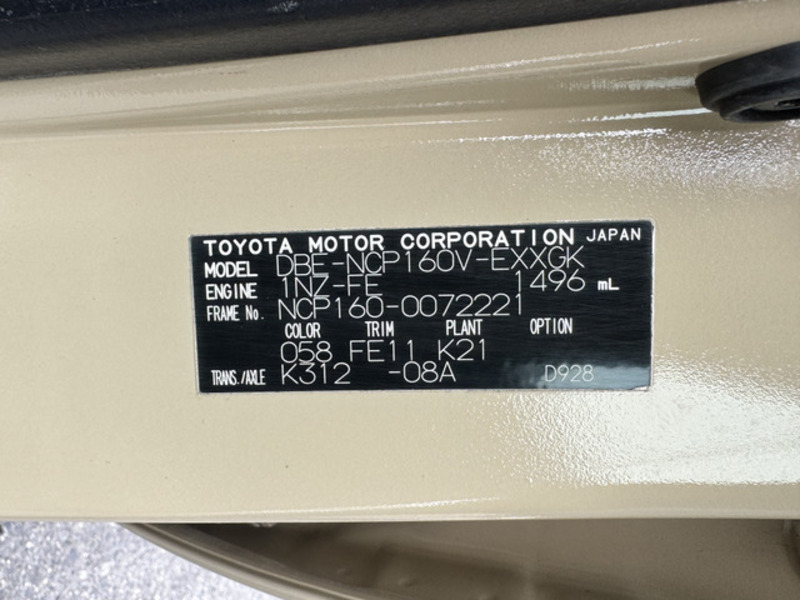 TOYOTA MOTOR CORPORATION JAPAN
MODEL DBE-NCP160V-EXXGK
ENGINE 1NZ-FE 1496 mL
FRAME No. NCP160-0072221
COLOR TRIM PLANT OPTION
058 FE11 K21
TRANS./AXLE K312 -08A D928